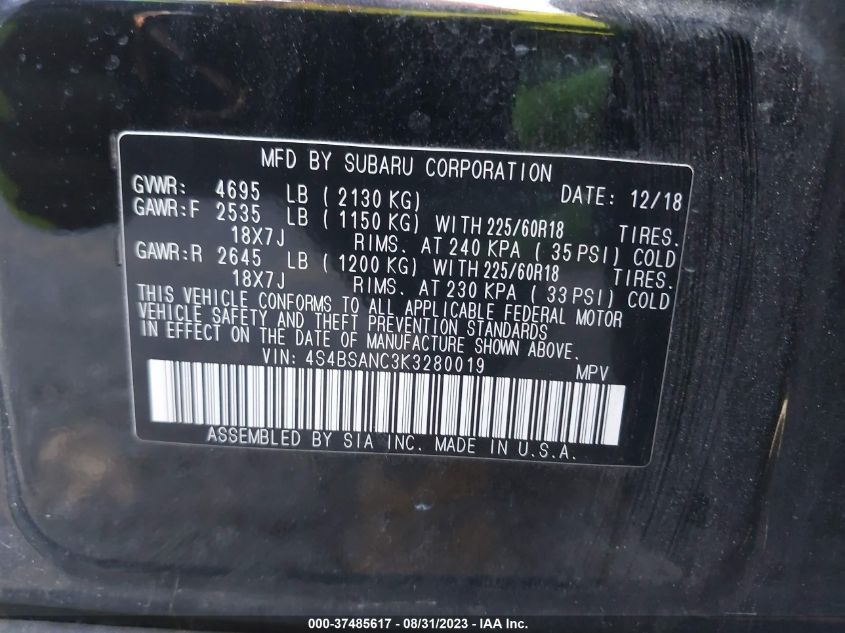 MFD BY SUBARU CORPORATION
GVWR: 4695 LB ( 2130 KG) DATE: 12/18
GAWR:F 2535 LB ( 1150 KG) WITH 225/60R18 TIRES.
18X7J RIMS. AT 240 KPA ( 35 PSI) COLD
GAWR:R 2645 LB ( 1200 KG) WITH 225/60R18 TIRES.
18X7J RIMS. AT 230 KPA ( 33 PSI) COLD
THIS VEHICLE CONFORMS TO ALL APPLICABLE FEDERAL MOTOR
VEHICLE SAFETY AND THEFT PREVENTION STANDARDS
IN EFFECT ON THE DATE OF MANUFACTURE SHOWN ABOVE.
VIN: 4S4BSANC3K3280019 MPV
ASSEMBLED BY SIA INC. MADE IN U.S.A.
000-37485617 - 08/31/2023 - IAA Inc.